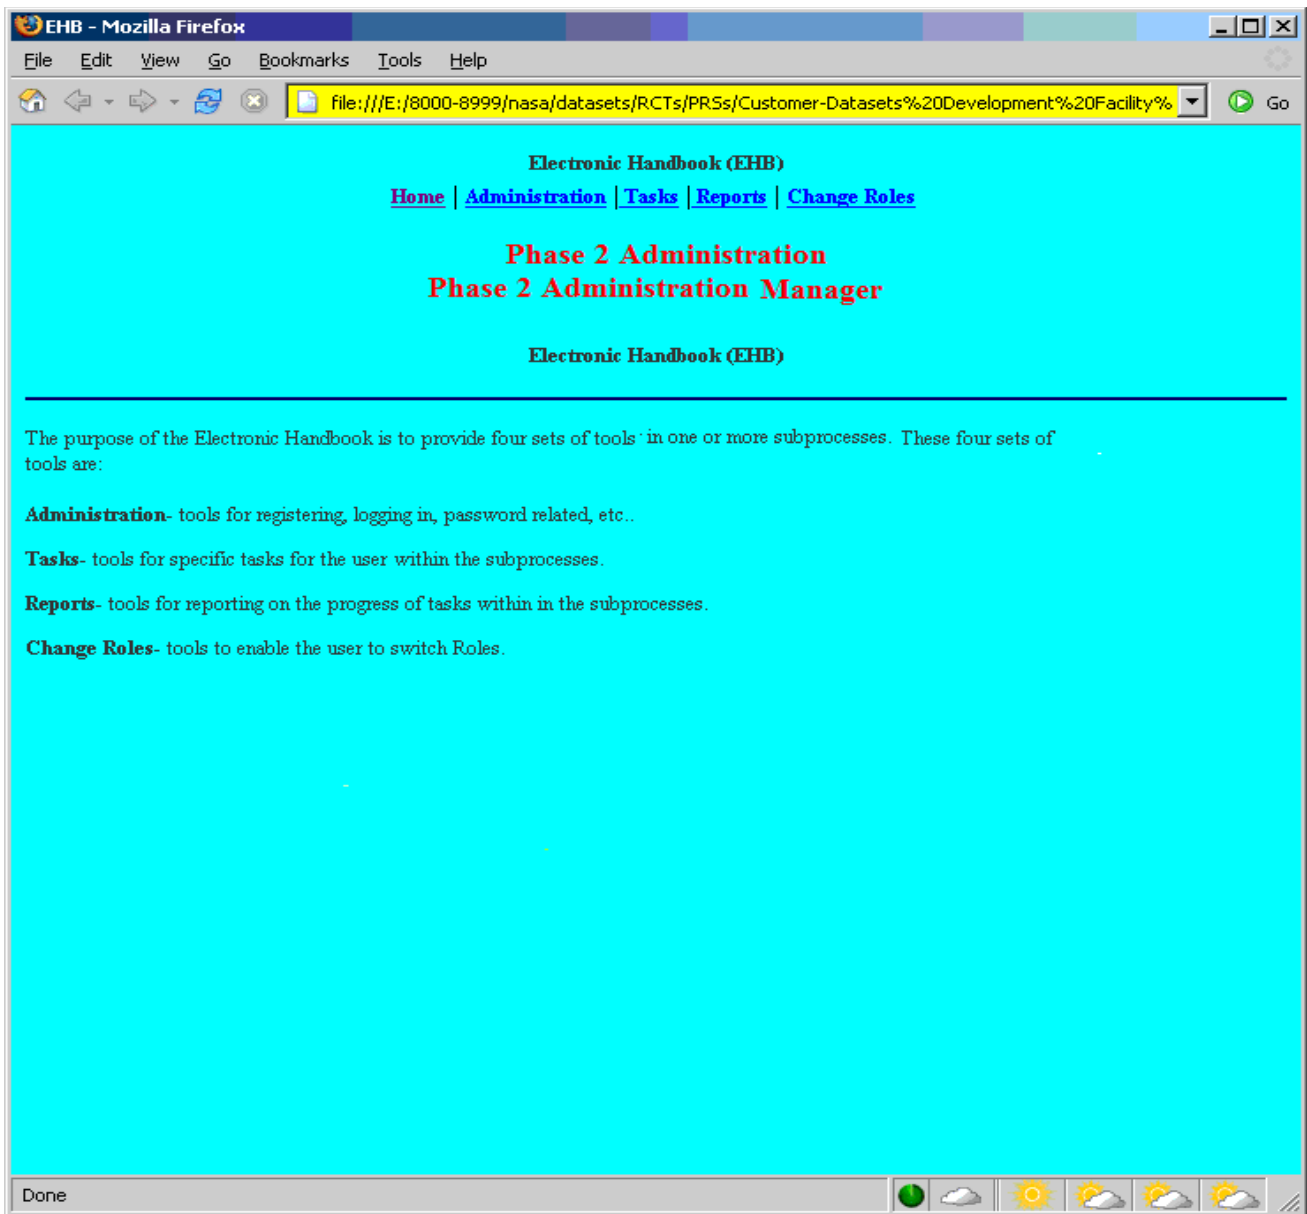 EHB - Mozilla Firefox
File Edit View Go Bookmarks Tools Help
file:///E:/8000-8999/nasa/datasets/RCTs/PRSs/Customer-Datasets%20Development%20Facility% Go
Electronic Handbook (EHB)
Home | Administration | Tasks | Reports | Change Roles
Phase 2 Administration
Phase 2 Administration Manager
Electronic Handbook (EHB)
The purpose of the Electronic Handbook is to provide four sets of tools in one or more subprocesses. These four sets of
tools are:
Administration- tools for registering, logging in, password related, etc..
Tasks- tools for specific tasks for the user within the subprocesses.
Reports- tools for reporting on the progress of tasks within in the subprocesses.
Change Roles- tools to enable the user to switch Roles.
Done